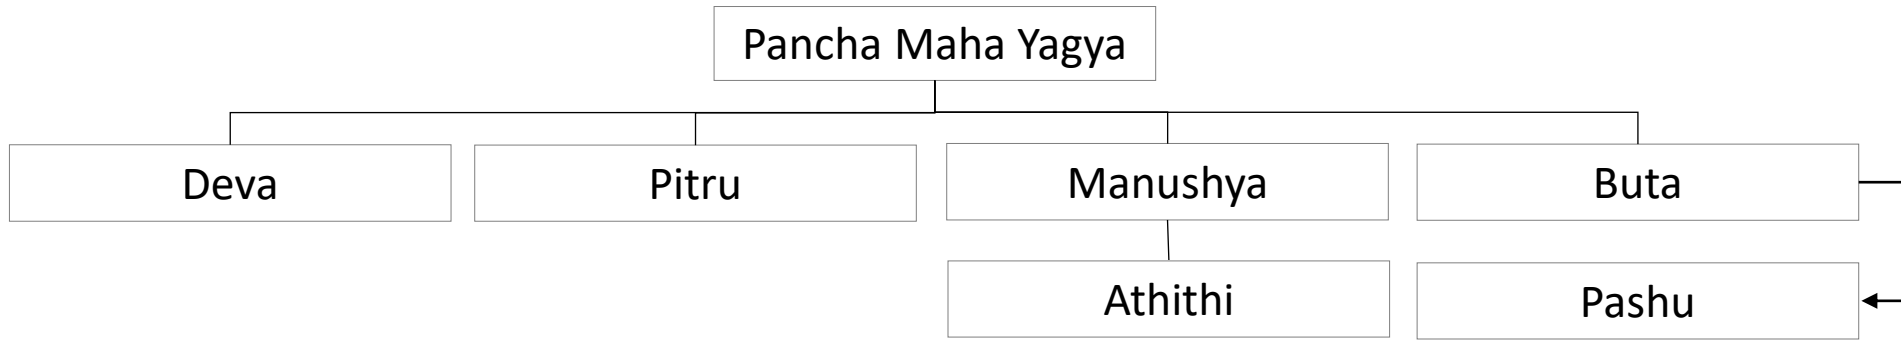 Pancha Maha Yagya
Deva
Pitru
Manushya
Buta
Athithi
Pashu